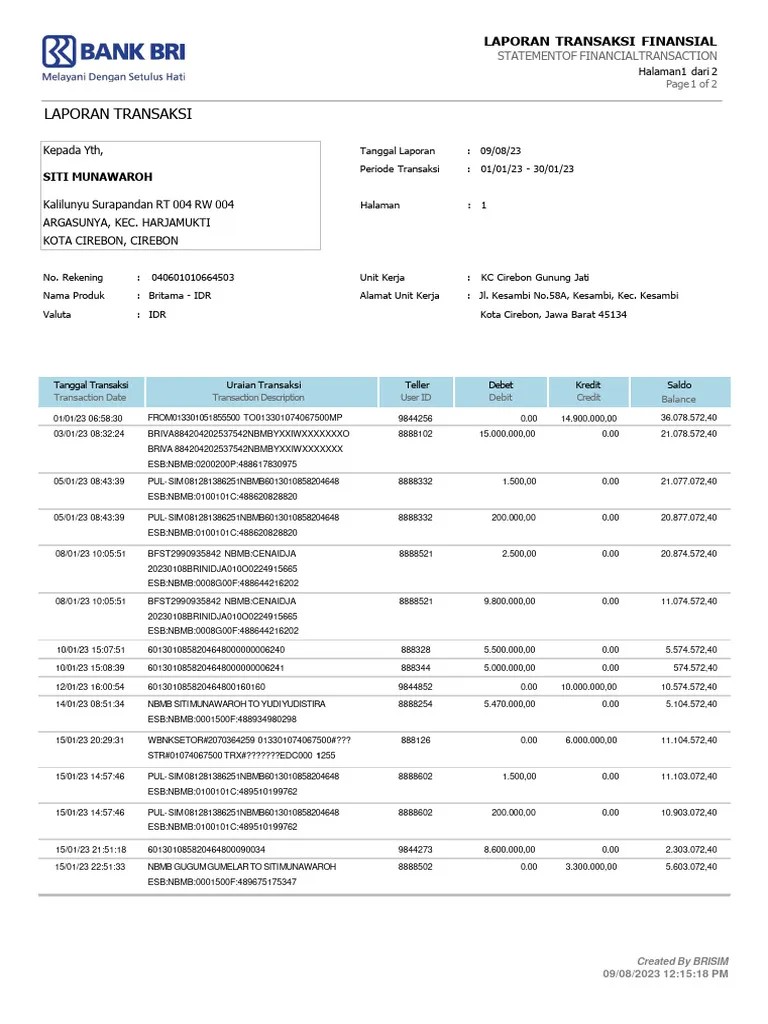 BANK BRI
Melayani Dengan Setulus Hati
LAPORAN TRANSAKSI FINANSIAL
STATEMENTOF FINANCIALTRANSACTION
Halaman1 dari 2
Page 1 of 2
LAPORAN TRANSAKSI
Kepada Yth,
SITI MUNAWAROH
Kalilunyu Surapandan RT 004 RW 004
ARGASUNYA, KEC. HARJAMUKTI
KOTA CIREBON, CIREBON
Tanggal Laporan : 09/08/23
Periode Transaksi : 01/01/23 - 30/01/23
Halaman : 1
No. Rekening : 040601010664503
Nama Produk : Britama - IDR
Valuta : IDR
Unit Kerja : KC Cirebon Gunung Jati
Alamat Unit Kerja : Jl. Kesambi No.58A, Kesambi, Kec. Kesambi
Kota Cirebon, Jawa Barat 45134
Tanggal Transaksi Uraian Transaksi Teller Debet Kredit Saldo
Transaction Date Transaction Description User ID Debit Credit Balance
01/01/23 06:58:30 FROM013301051855500 TO013301074067500MP 9844256 0.00 14.900.000,00 36.078.572,40
03/01/23 08:32:24 BRIVA884204202537542NBMBYXXIWXXXXXXXO 8888102 15.000.000,00 0.00 21.078.572,40
BRIVA 884204202537542NBMBYXXIWXXXXXXX
ESB:NBMB:0200200P:488617830975
05/01/23 08:43:39 PUL- SIM 081281386251NBMB6013010858204648 8888332 1.500,00 0.00 21.077.072,40
ESB:NBMB:0100101C:488620828820
05/01/23 08:43:39 PUL- SIM 081281386251NBMB6013010858204648 8888332 200.000,00 0.00 20.877.072,40
ESB:NBMB:0100101C:488620828820
08/01/23 10:05:51 BFST2990935842 NBMB:CENAIDJA 8888521 2.500,00 0.00 20.874.572,40
20230108BRINIDJA010O0224915665
ESB:NBMB:0008G00F:488644216202
08/01/23 10:05:51 BFST2990935842 NBMB:CENAIDJA 8888521 9.800.000,00 0.00 11.074.572,40
20230108BRINIDJA010O0224915665
ESB:NBMB:0008G00F:488644216202
10/01/23 15:07:51 6013010858204648000000006240 888328 5.500.000,00 0.00 5.574.572,40
10/01/23 15:08:39 6013010858204648000000006241 888344 5.000.000,00 0.00 574.572,40
12/01/23 16:00:54 601301085820464800160160 9844852 0.00 10.000.000,00 10.574.572,40
14/01/23 08:51:34 NBMB SITI MUNAWAROH TO YUDI YUDISTIRA 8888254 5.470.000,00 0.00 5.104.572,40
ESB:NBMB:0001500F:488934980298
15/01/23 20:29:31 WBNKSETOR#2070364259 013301074067500#??? 888126 0.00 6.000.000,00 11.104.572,40
STR#01074067500 TRX#???????EDC000 1255
15/01/23 14:57:46 PUL- SIM 081281386251NBMB6013010858204648 8888602 1.500,00 0.00 11.103.072,40
ESB:NBMB:0100101C:489510199762
15/01/23 14:57:46 PUL- SIM 081281386251NBMB6013010858204648 8888602 200.000,00 0.00 10.903.072,40
ESB:NBMB:0100101C:489510199762
15/01/23 21:51:18 601301085820464800090034 9844273 8.600.000,00 0.00 2.303.072,40
15/01/23 22:51:33 NBMB GUGUM GUMELAR TO SITI MUNAWAROH 8888502 0.00 3.300.000,00 5.603.072,40
ESB:NBMB:0001500F:489675175347
Created By BRISIM
09/08/2023 12:15:18 PM